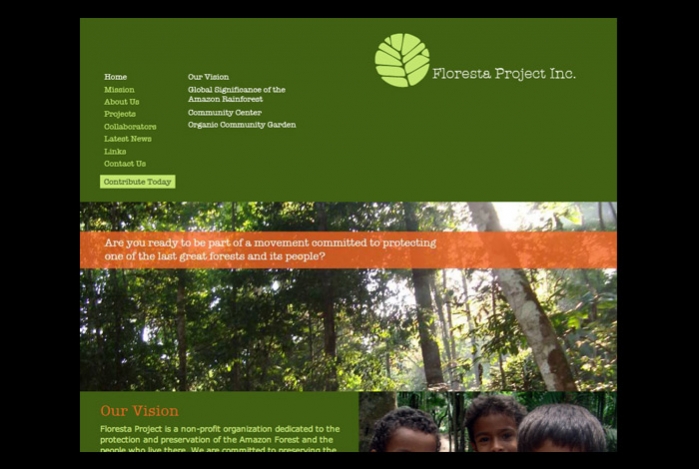 Floresta Project Inc.
Home
Mission
About Us
Projects
Collaborators
Latest News
Links
Contact Us
Contribute Today
Our Vision
Global Significance of the
Amazon Rainforest
Community Center
Organic Community Garden
Are you ready to be part of a movement committed to protecting
one of the last great forests and its people?
Our Vision
Floresta Project is a non-profit organization dedicated to the
protection and preservation of the Amazon Forest and the
people who live there. We are committed to preserving the